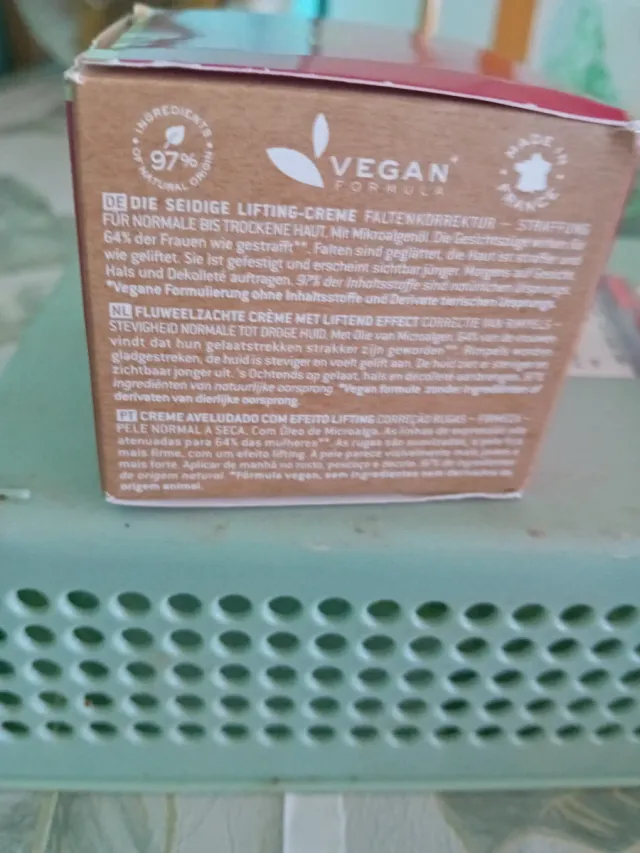 INGREDIENTS
97%
OF NATURAL ORIGIN
VEGAN*
FORMULA
MADE IN
FRANCE
DE DIE SEIDIGE LIFTING-CREME FALTENKORREKTUR – STRAFFUNG
FÜR NORMALE BIS TROCKENE HAUT. Mit Mikroalgenöl. Die Gesichtszüge
64% der Frauen wie gestrafft**. Falten sind geglättet, die Haut ist straffer und
wie geliftet. Sie ist gefestigt und erscheint sichtbar jünger. Morgens auf Gesicht,
Hals und Dekolleté auftragen. 97% der Inhaltsstoffe sind natürlichen Ursprungs.
*Vegane Formulierung ohne Inhaltsstoffe und Derivate tierischen Ursprungs.
NL FLUWEELZACHTE CRÈME MET LIFTEND EFFECT CORRECTIE VAN RIMPELS –
STEVIGHEID NORMALE TOT DROGE HUID. Met Olie van Microalgen. 64% van de vrouwen
vindt dat hun gelaatstrekken strakker zijn geworden**. Rimpels worden
gladgestreken, de huid is steviger en voelt gelift aan. De huid ziet er
zichtbaar jonger uit. 's Ochtends op gelaat, hals en decolleté aanbrengen. 97%
ingrediënten van natuurlijke oorsprong. *Vegan formule zonder ingrediënten of
derivaten van dierlijke oorsprong.
PT CREME AVELUDADO COM EFEITO LIFTING CORREÇÃO RUGAS – FIRMEZA –
PELE NORMAL A SECA. Com Óleo de Microalga. As linhas do rosto
atenuadas para 64% das mulheres**. As rugas são
mais firme, com um efeito lifting. A pele parece visivelmente mais jovem e
mais forte. Aplicar de manhã no rosto, pescoço e decote. 97% de ingredientes
de origem natural. *Fórmula vegan, sem ingredientes nem derivados de
origem animal.